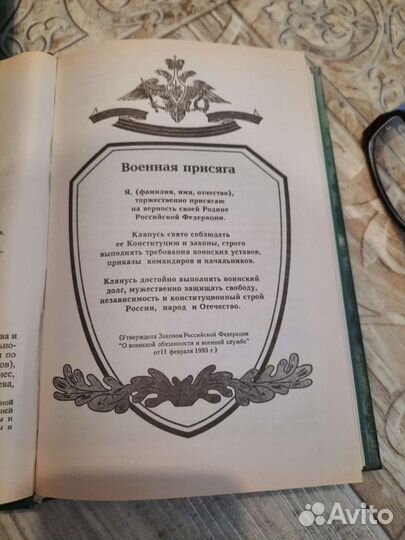 Военная присяга
Я, (фамилия, имя, отчество),
торжественно присягаю
на верность своей Родине
Российской Федерации.
Клянусь свято соблюдать
ее Конституцию и законы, строго
выполнять требования воинских уставов,
приказы командиров и начальников.
Клянусь достойно выполнять воинский
долг, мужественно защищать свободу,
независимость и конституционный строй
России, народ и Отечество.
(Утверждена Законом Российской Федерации
"О воинской обязанности и военной службе"
от11 февраля 1993 г.)
Avito